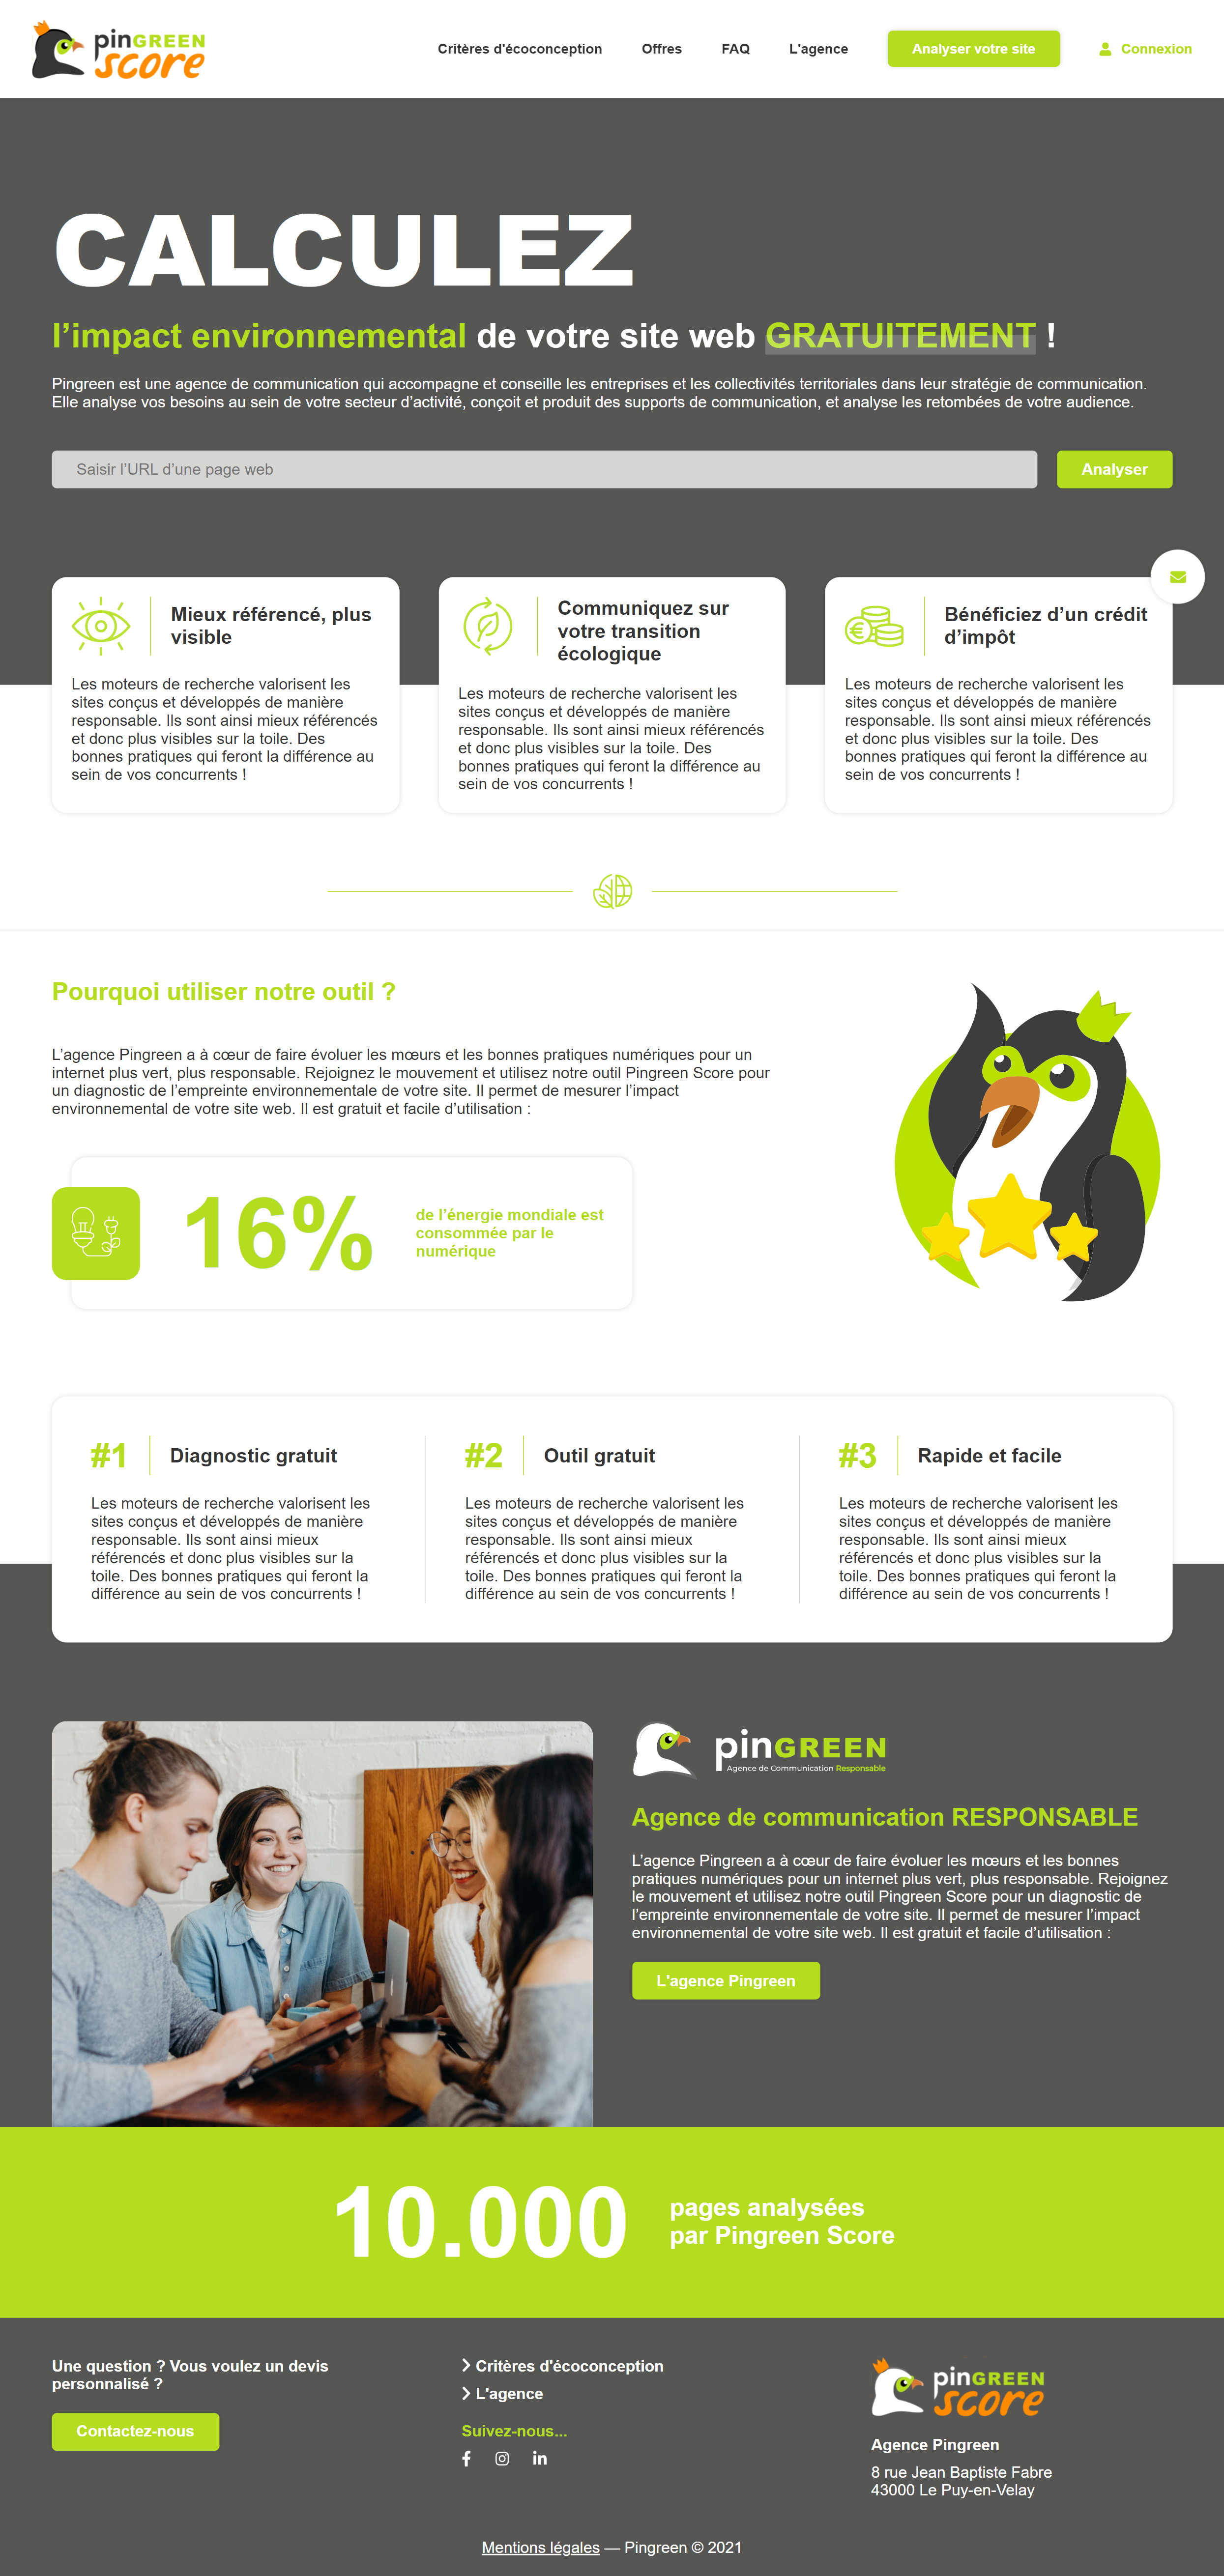 pinGREEN
score
Critères d'écoconception
Offres
FAQ
L'agence
Analyser votre site
Connexion
CALCULEZ
l’impact environnemental de votre site web GRATUITEMENT !
Pingreen est une agence de communication qui accompagne et conseille les entreprises et les collectivités territoriales dans leur stratégie de communication.
Elle analyse vos besoins au sein de votre secteur d’activité, conçoit et produit des supports de communication, et analyse les retombées de votre audience.
Saisir l’URL d’une page web
Analyser
Mieux référencé, plus
visible
Les moteurs de recherche valorisent les
sites conçus et développés de manière
responsable. Ils sont ainsi mieux référencés
et donc plus visibles sur la toile. Des
bonnes pratiques qui feront la différence au
sein de vos concurrents !
Communiquez sur
votre transition
écologique
Les moteurs de recherche valorisent les
sites conçus et développés de manière
responsable. Ils sont ainsi mieux référencés
et donc plus visibles sur la toile. Des
bonnes pratiques qui feront la différence au
sein de vos concurrents !
Bénéficiez d’un crédit
d’impôt
Les moteurs de recherche valorisent les
sites conçus et développés de manière
responsable. Ils sont ainsi mieux référencés
et donc plus visibles sur la toile. Des
bonnes pratiques qui feront la différence au
sein de vos concurrents !
Pourquoi utiliser notre outil ?
L’agence Pingreen a à cœur de faire évoluer les mœurs et les bonnes pratiques numériques pour un
internet plus vert, plus responsable. Rejoignez le mouvement et utilisez notre outil Pingreen Score pour
un diagnostic de l’empreinte environnementale de votre site. Il permet de mesurer l’impact
environnemental de votre site web. Il est gratuit et facile d’utilisation :
16%
de l’énergie mondiale est
consommée par le
numérique
#1
Diagnostic gratuit
Les moteurs de recherche valorisent les
sites conçus et développés de manière
responsable. Ils sont ainsi mieux
référencés et donc plus visibles sur la
toile. Des bonnes pratiques qui feront la
différence au sein de vos concurrents !
#2
Outil gratuit
Les moteurs de recherche valorisent les
sites conçus et développés de manière
responsable. Ils sont ainsi mieux
référencés et donc plus visibles sur la
toile. Des bonnes pratiques qui feront la
différence au sein de vos concurrents !
#3
Rapide et facile
Les moteurs de recherche valorisent les
sites conçus et développés de manière
responsable. Ils sont ainsi mieux
référencés et donc plus visibles sur la
toile. Des bonnes pratiques qui feront la
différence au sein de vos concurrents !
pinGREEN
Agence de Communication Responsable
Agence de communication RESPONSABLE
L’agence Pingreen a à cœur de faire évoluer les mœurs et les bonnes
pratiques numériques pour un internet plus vert, plus responsable. Rejoignez
le mouvement et utilisez notre outil Pingreen Score pour un diagnostic de
l’empreinte environnementale de votre site. Il permet de mesurer l’impact
environnemental de votre site web. Il est gratuit et facile d’utilisation :
L'agence Pingreen
10.000
pages analysées
par Pingreen Score
Une question ? Vous voulez un devis
personnalisé ?
Contactez-nous
Critères d'écoconception
L'agence
Suivez-nous...
pinGREEN
score
Agence Pingreen
8 rue Jean Baptiste Fabre
43000 Le Puy-en-Velay
Mentions légales — Pingreen © 2021